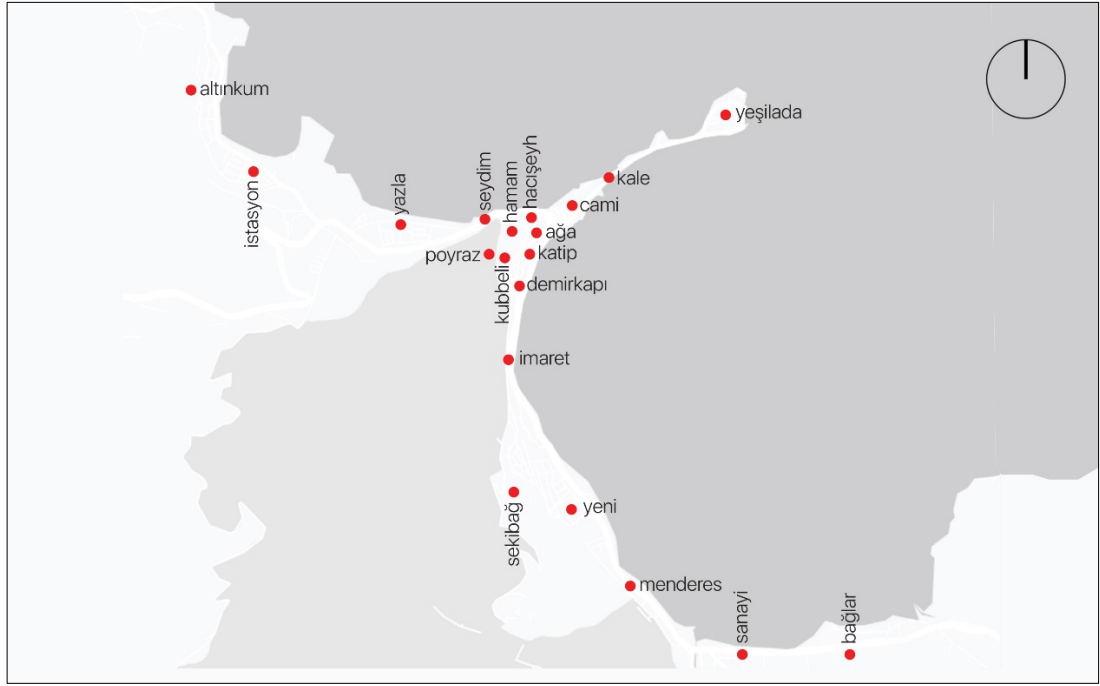 altınkum
yeşilada
istasyon
yazla
seydim
hamam
hacışeyh
kale
cami
ağa
poyraz
kubbeli
katip
demirkapı
imaret
sekibağ
yeni
menderes
sanayi
bağlar